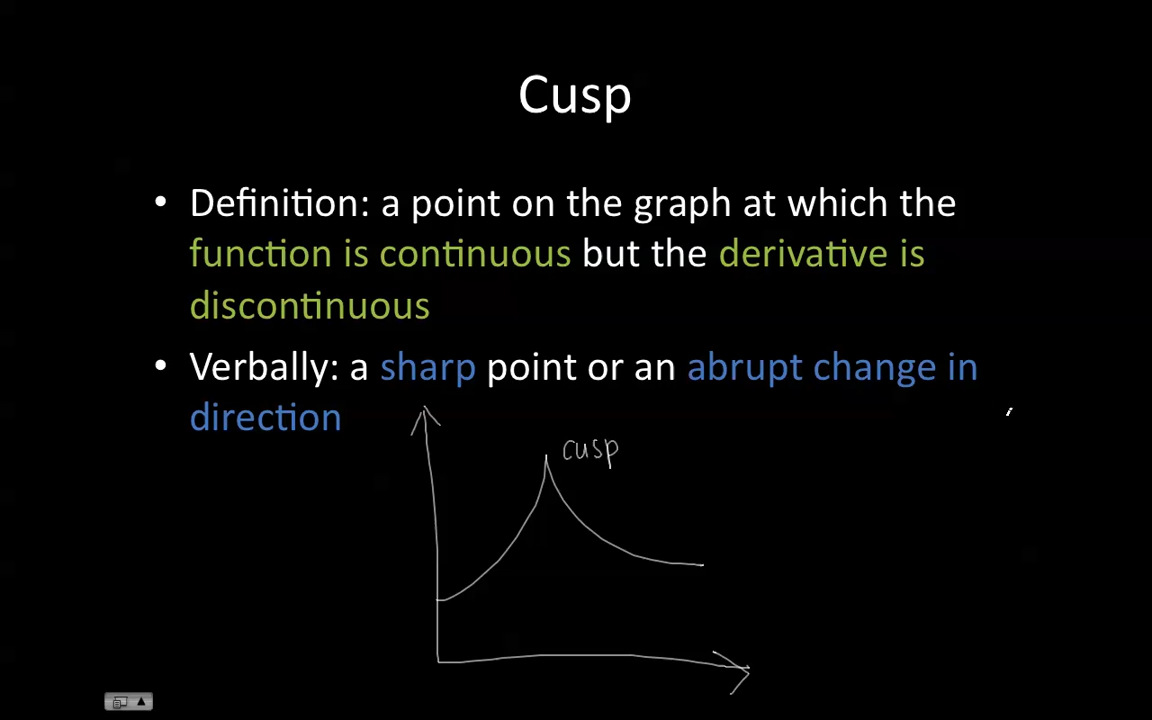 Cusp
• Definition: a point on the graph at which the
function is continuous but the derivative is
discontinuous
• Verbally: a sharp point or an abrupt change in
direction
cusp